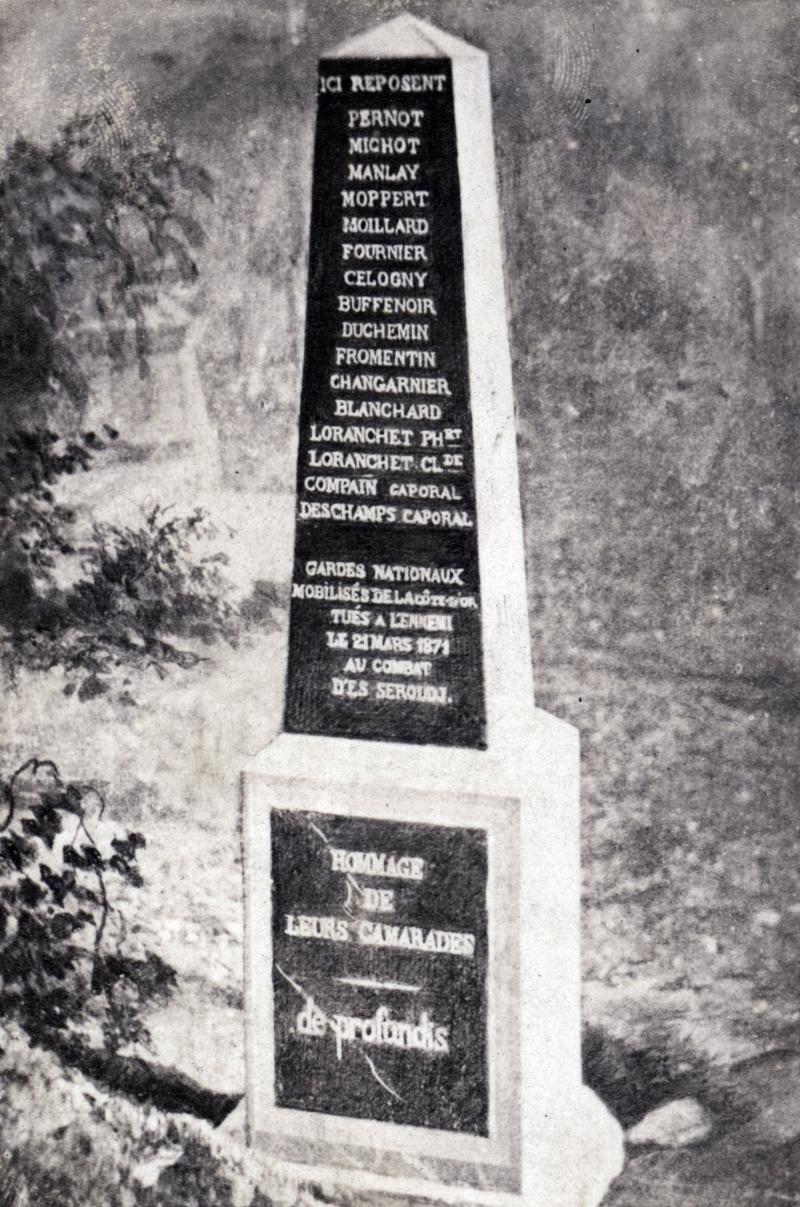 ICI REPOSENT
PERNOT
MICHOT
MANLAY
MOPPERT
MOILLARD
FOURNIER
CELOGNY
BUFFENOIR
DUCHEMIN
FROMENTIN
CHANGARNIER
BLANCHARD
LORANCHET PHRT
LORANCHET CLDE
COMPAIN CAPORAL
DESCHAMPS CAPORAL
GARDES NATIONAUX
MOBILISÉS DE LA CÔTE-D'OR
TUÉS A L'ENNEMI
LE 21 MARS 1871
AU COMBAT
D'ES SEROUDJ.
HOMMAGE
DE
LEURS CAMARADES
de profundis